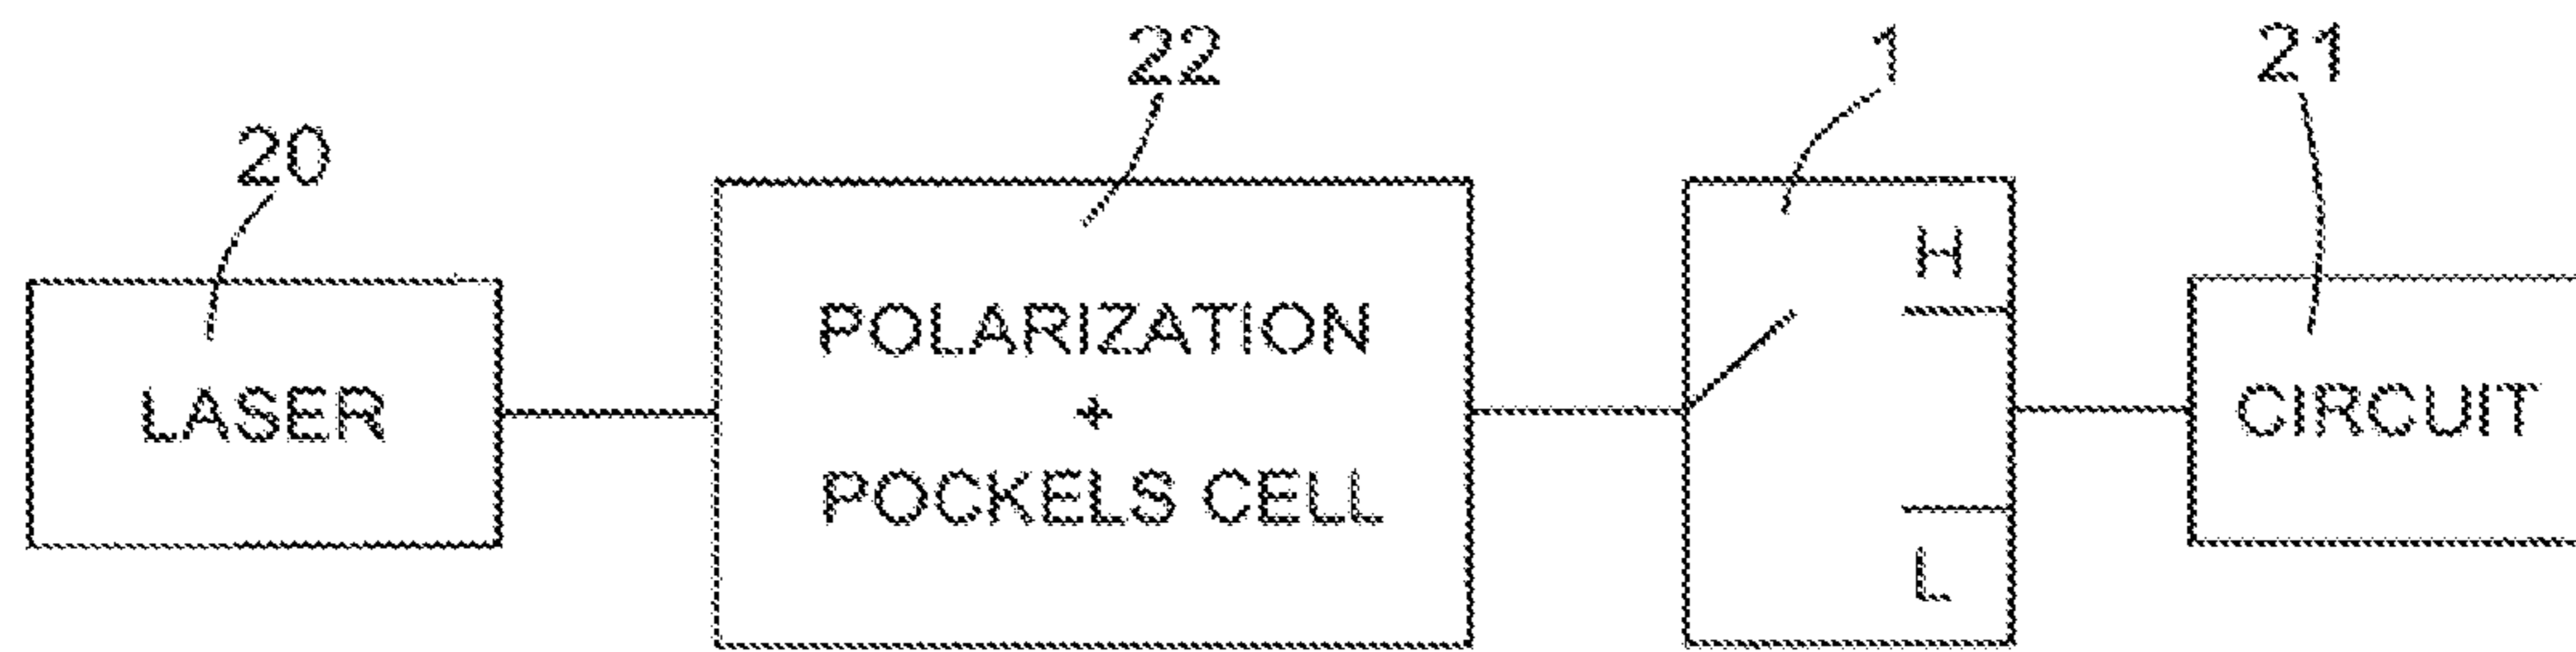 22
1
21
20
H
POLARIZATION
+
POCKELS CELL
LASER
CIRCUIT
L